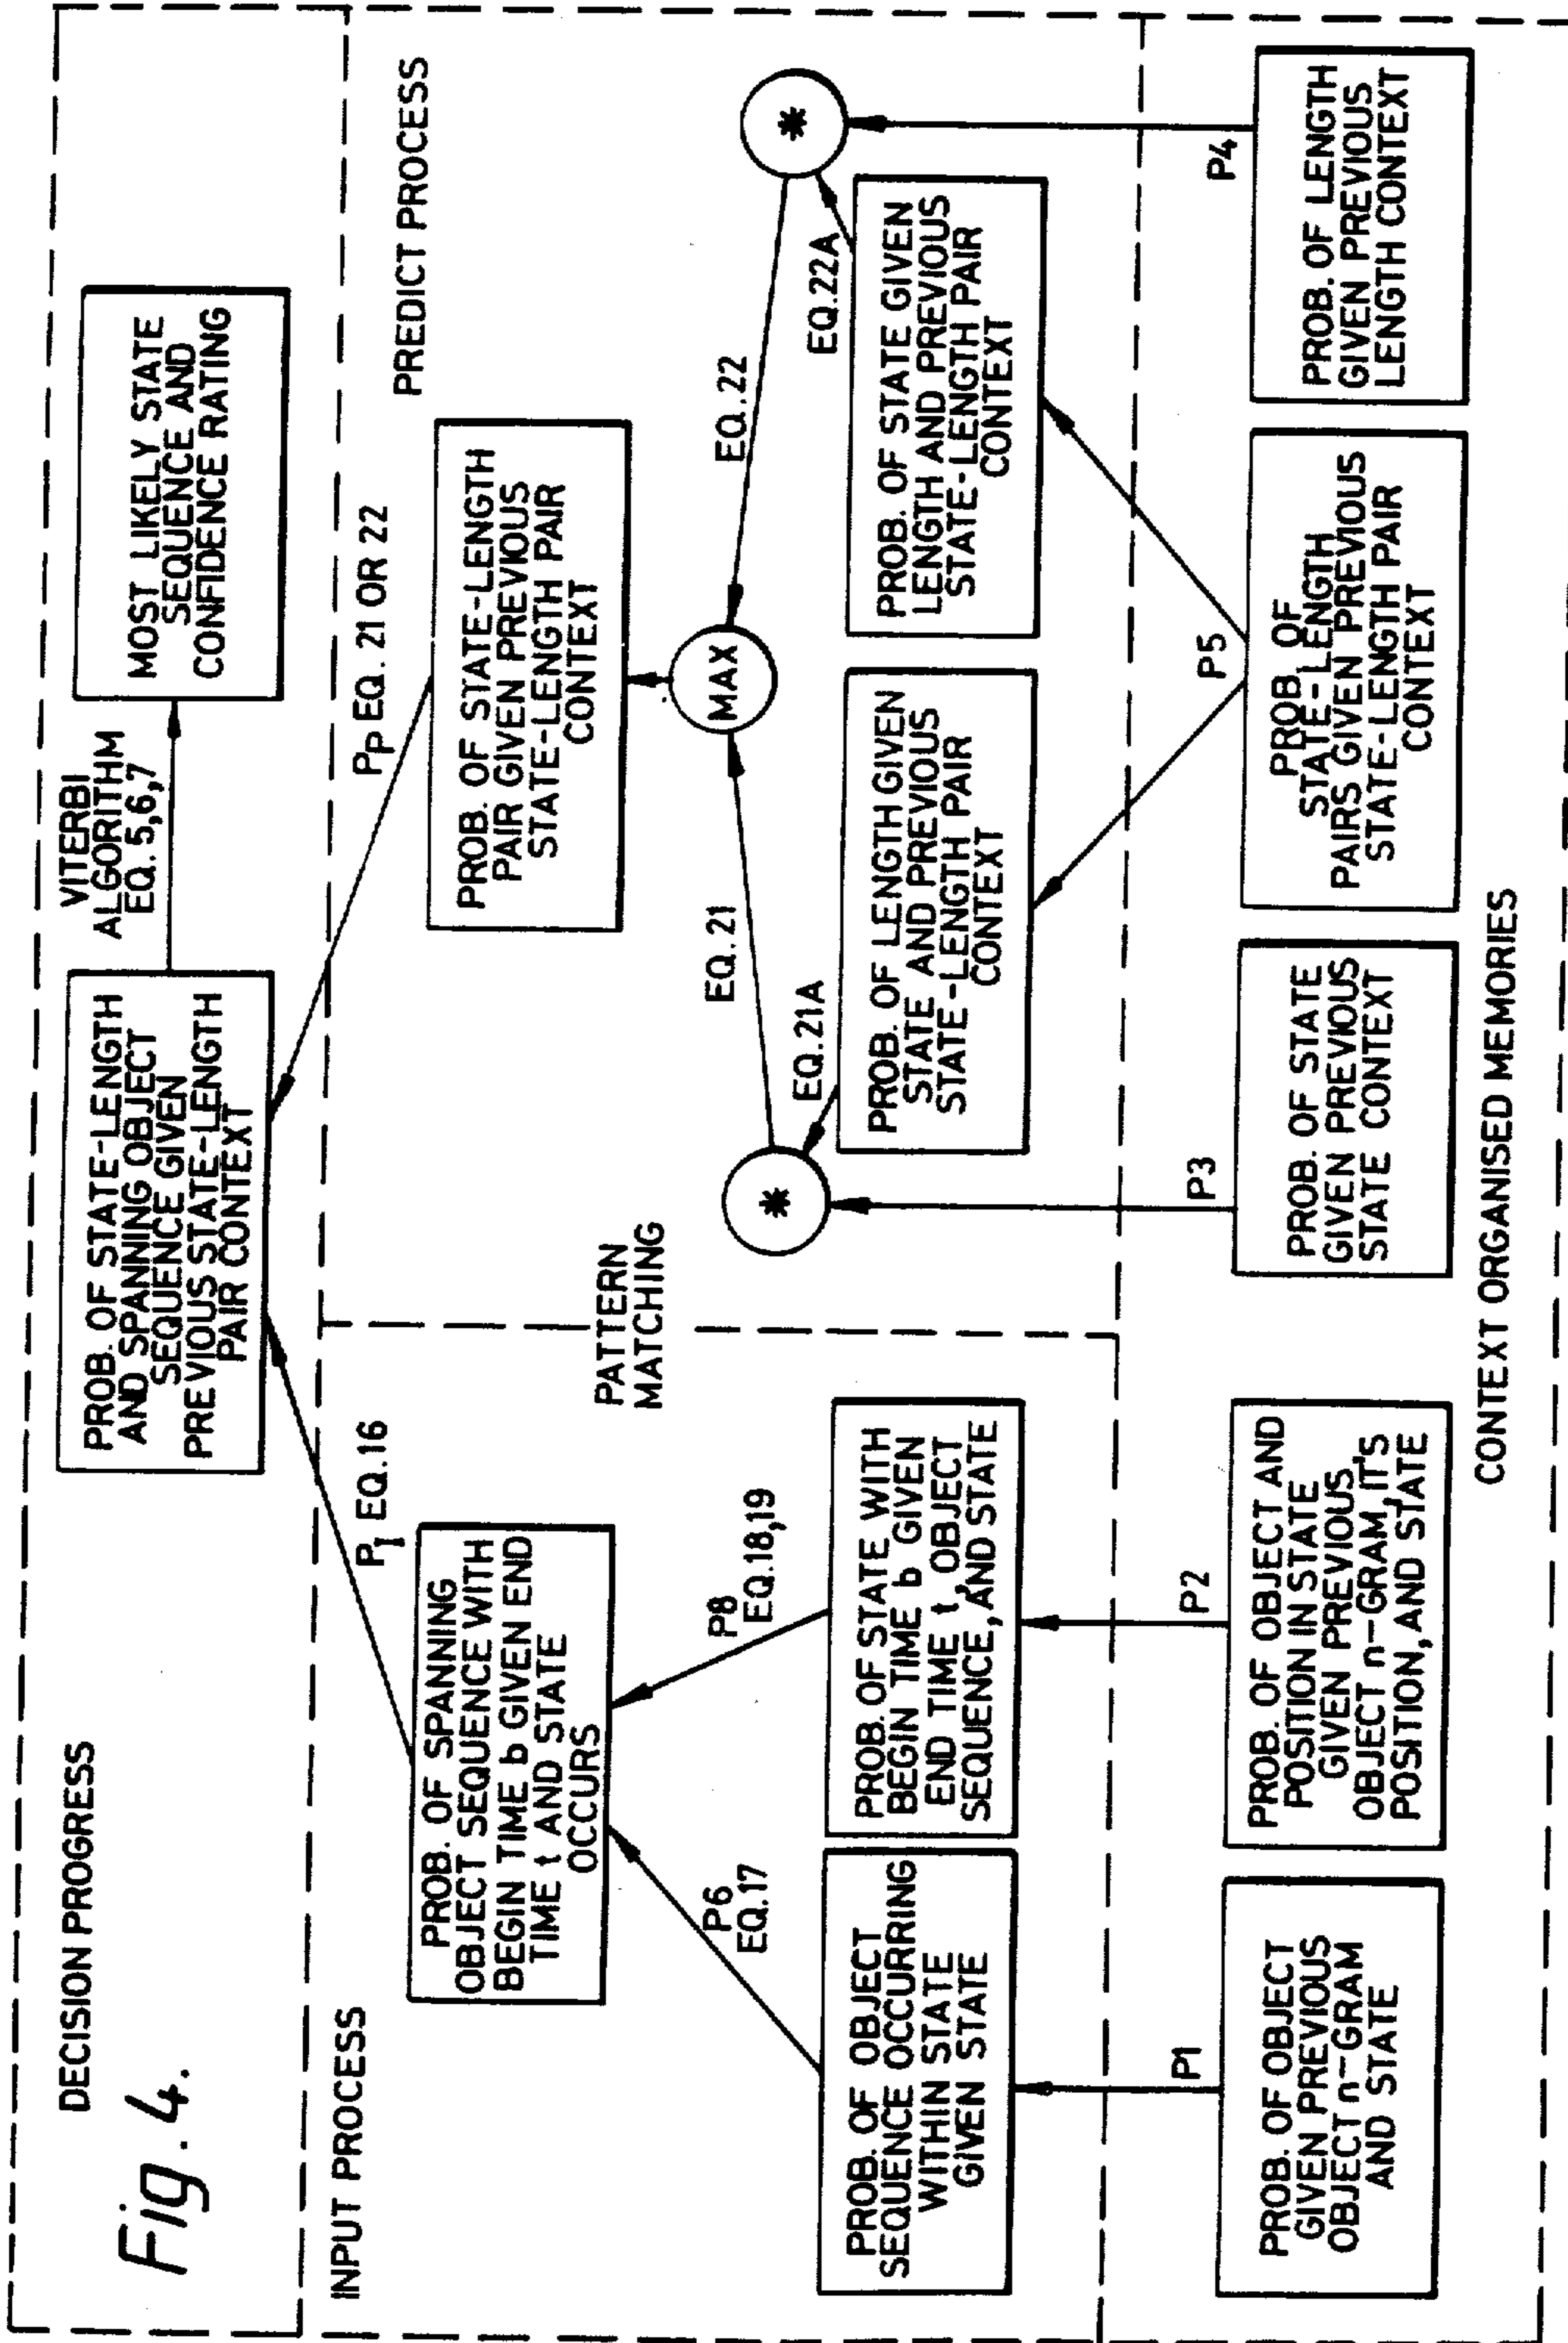 Fig. 4.
DECISION PROGRESS
PROB. OF STATE-LENGTH
AND SPANNING OBJECT
SEQUENCE GIVEN
PREVIOUS STATE-LENGTH
PAIR CONTEXT
VITERBI
ALGORITHM
EQ. 5,6,7
MOST LIKELY STATE
SEQUENCE AND
CONFIDENCE RATING
INPUT PROCESS
PI EQ.16
PP EQ. 21 OR 22
PREDICT PROCESS
PROB. OF SPANNING
OBJECT SEQUENCE WITH
BEGIN TIME b GIVEN END
TIME t AND STATE
OCCURS
PROB. OF STATE-LENGTH
PAIR GIVEN PREVIOUS
STATE-LENGTH PAIR
CONTEXT
PATTERN
MATCHING
P6
EQ.17
P8
EQ.18,19
EQ. 21
MAX
EQ. 22
*
*
EQ.21A
EQ.22A
PROB. OF OBJECT
SEQUENCE OCCURRING
WITHIN STATE
GIVEN STATE
PROB. OF STATE WITH
BEGIN TIME b GIVEN
END TIME t, OBJECT
SEQUENCE, AND STATE
PROB. OF LENGTH GIVEN
STATE AND PREVIOUS
STATE-LENGTH PAIR
CONTEXT
PROB. OF STATE GIVEN
LENGTH AND PREVIOUS
STATE-LENGTH PAIR
CONTEXT
P1
P2
P3
P5
P4
PROB. OF OBJECT
GIVEN PREVIOUS
OBJECT n-GRAM
AND STATE
PROB. OF OBJECT AND
POSITION IN STATE
GIVEN PREVIOUS
OBJECT n-GRAM, IT'S
POSITION, AND STATE
PROB. OF STATE
GIVEN PREVIOUS
STATE CONTEXT
PROB. OF
STATE-LENGTH
PAIRS GIVEN PREVIOUS
STATE-LENGTH PAIR
CONTEXT
PROB. OF LENGTH
GIVEN PREVIOUS
LENGTH CONTEXT
CONTEXT ORGANISED MEMORIES